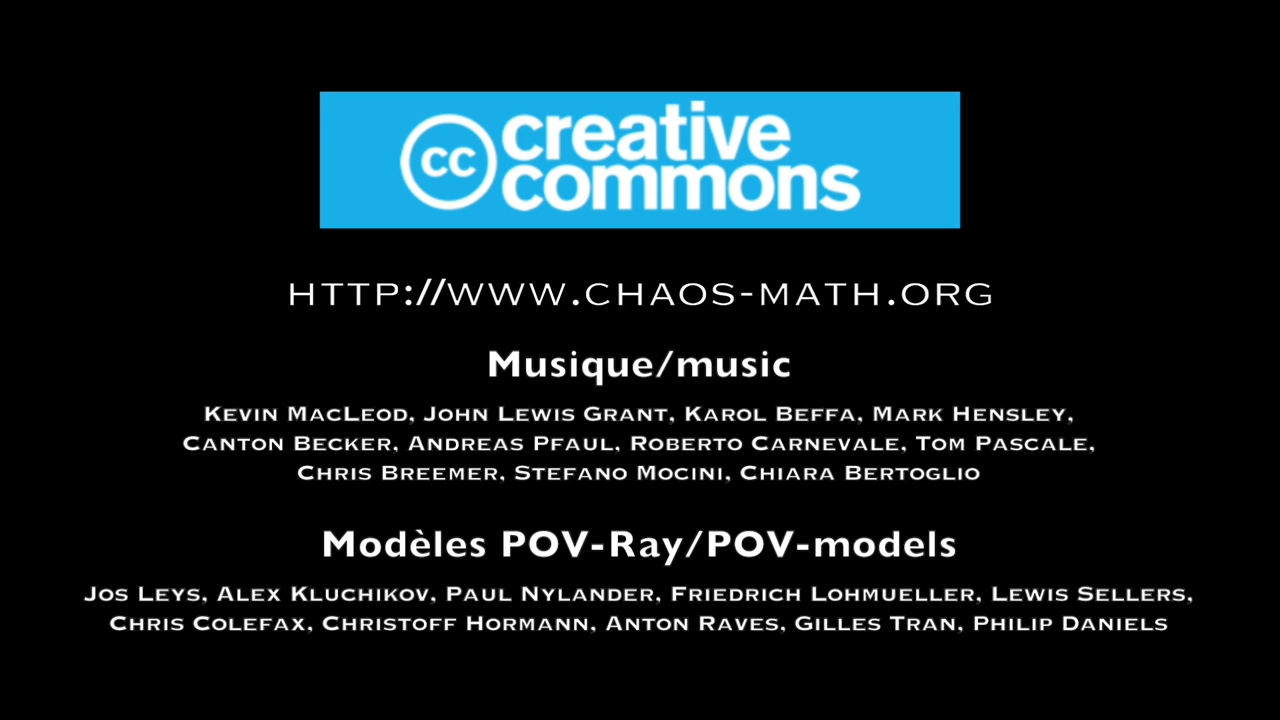 cc creative
commons
HTTP://WWW.CHAOS-MATH.ORG
Musique/music
KEVIN MACLEOD, JOHN LEWIS GRANT, KAROL BEFFA, MARK HENSLEY,
CANTON BECKER, ANDREAS PFAUL, ROBERTO CARNEVALE, TOM PASCALE,
CHRIS BREEMER, STEFANO MOCINI, CHIARA BERTOGLIO
Modèles POV-Ray/POV-models
JOS LEYS, ALEX KLUCHIKOV, PAUL NYLANDER, FRIEDRICH LOHMUELLER, LEWIS SELLERS,
CHRIS COLEFAX, CHRISTOFF HORMANN, ANTON RAVES, GILLES TRAN, PHILIP DANIELS